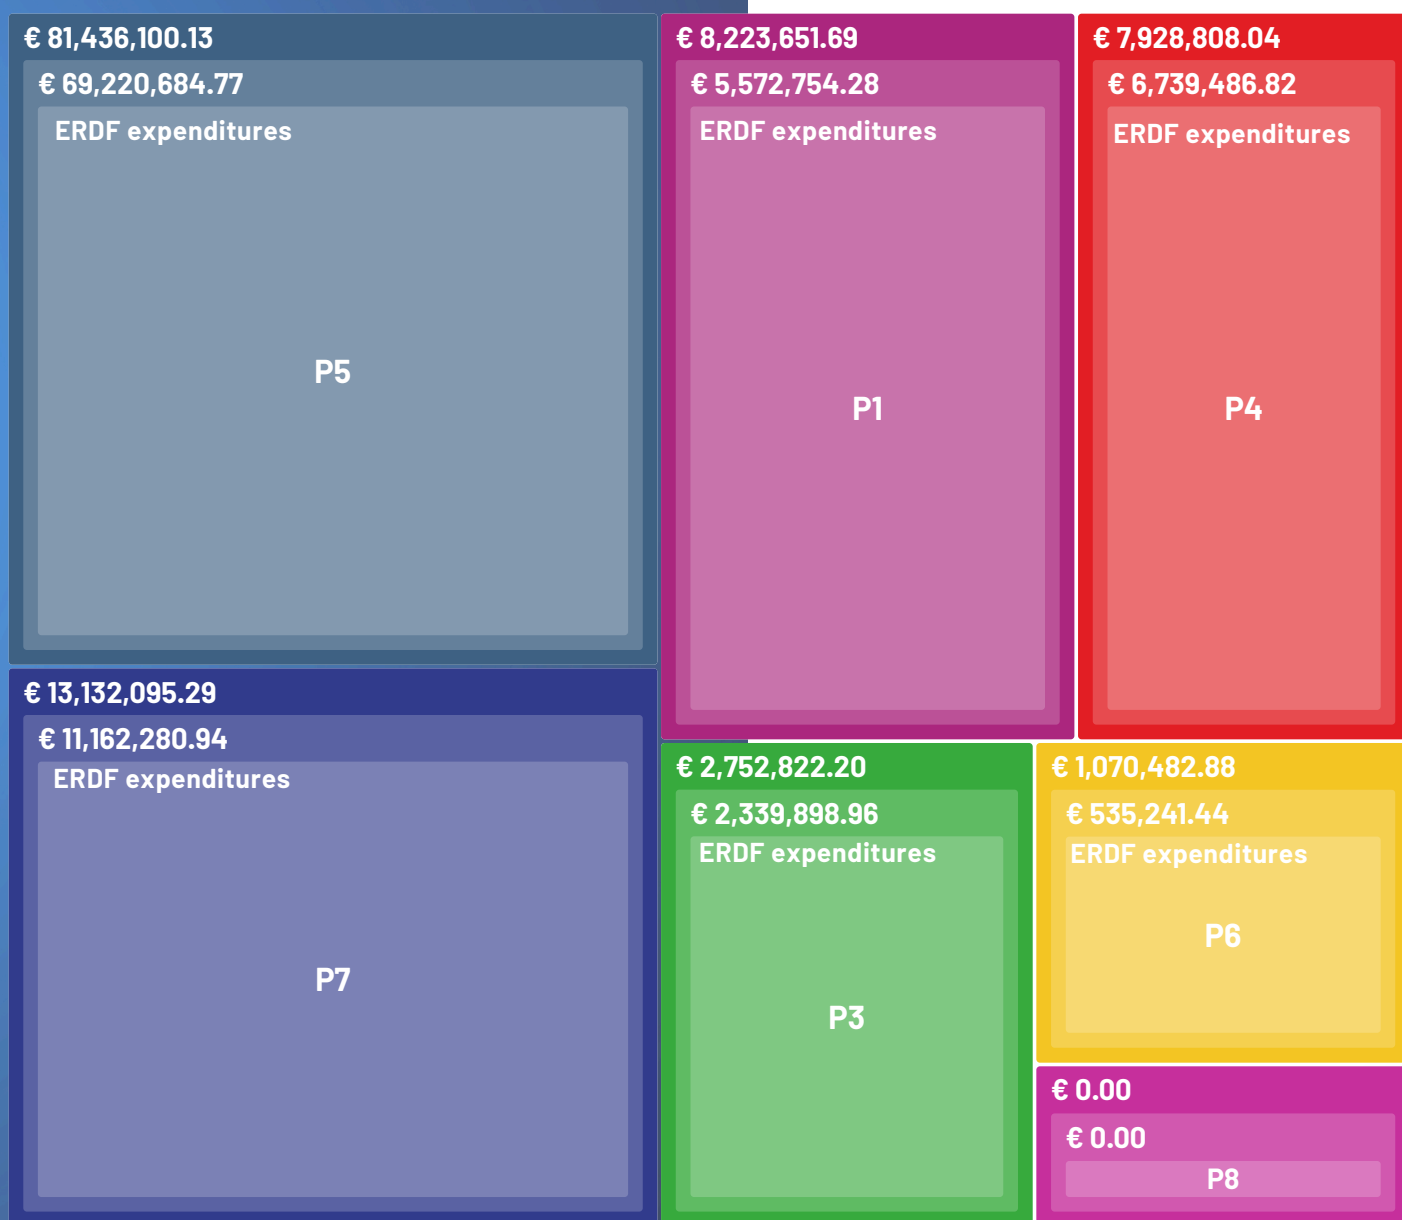 € 81,436,100.13
€ 69,220,684.77
ERDF expenditures
P5
€ 8,223,651.69
€ 5,572,754.28
ERDF expenditures
P1
€ 7,928,808.04
€ 6,739,486.82
ERDF expenditures
P4
€ 13,132,095.29
€ 11,162,280.94
ERDF expenditures
P7
€ 2,752,822.20
€ 2,339,898.96
ERDF expenditures
P3
€ 1,070,482.88
€ 535,241.44
ERDF expenditures
P6
€ 0.00
€ 0.00
P8